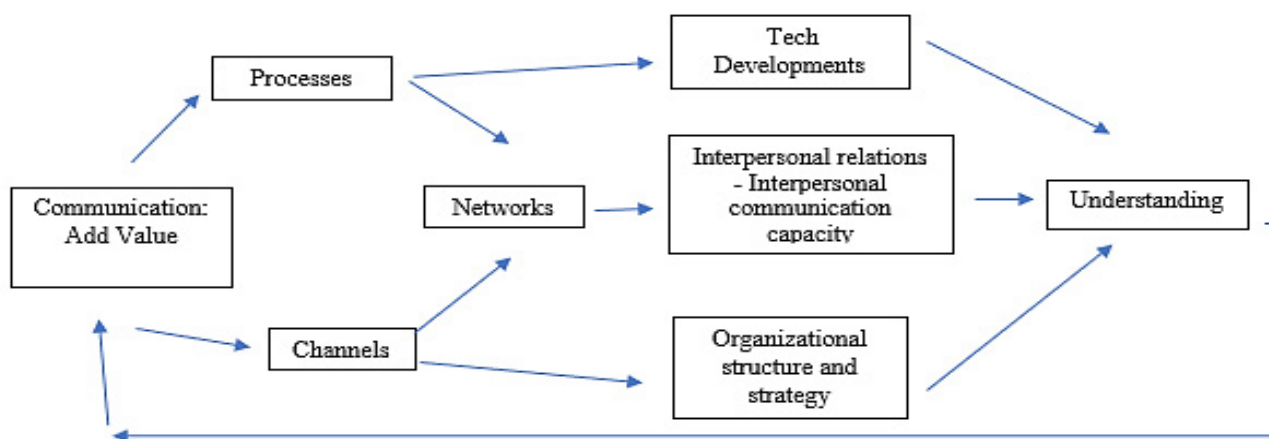 Tech
Developments
Processes
Interpersonal relations
- Interpersonal
communication
capacity
Communication:
Add Value
Networks
Understanding
Channels
Organizational
structure and
strategy